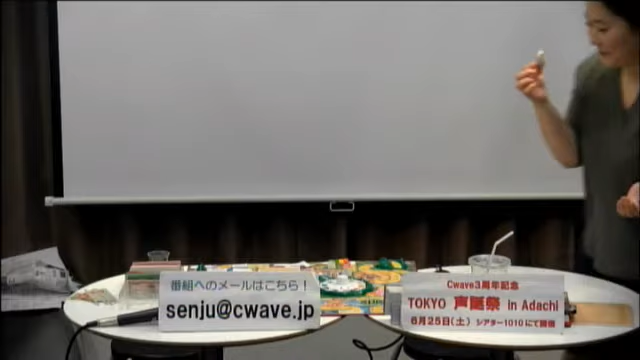 番組へのメールはこちら！
senju@cwave.jp
Cwave3周年記念
TOKYO 声誕祭 in Adachi
6月25日(土) シアター1010にて開催